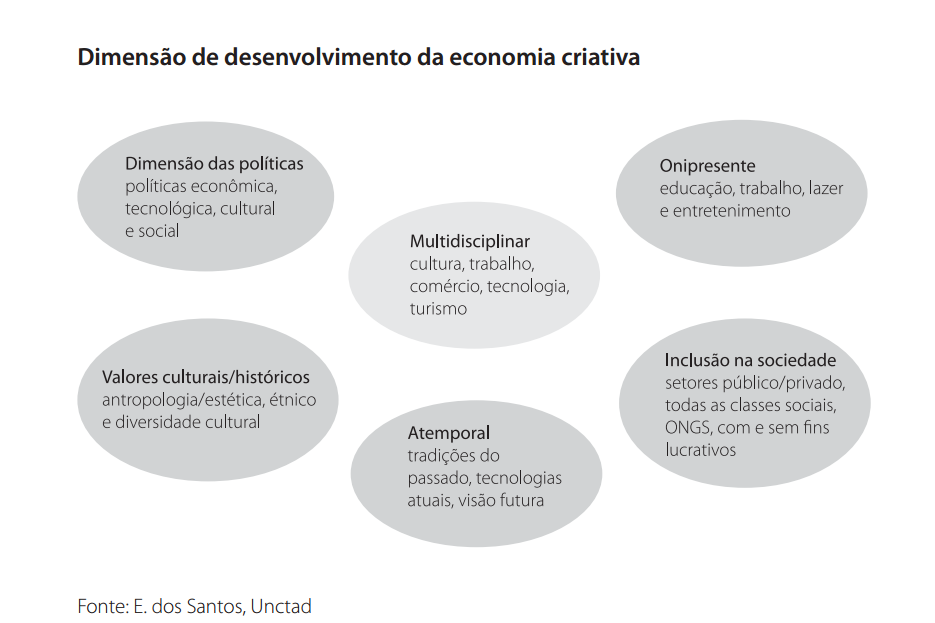 Dimensão de desenvolvimento da economia criativa
Dimensão das políticas
políticas econômica,
tecnológica, cultural
e social
Onipresente
educação, trabalho, lazer
e entretenimento
Multidisciplinar
cultura, trabalho,
comércio, tecnologia,
turismo
Valores culturais/históricos
antropologia/estética, étnico
e diversidade cultural
Inclusão na sociedade
setores público/privado,
todas as classes sociais,
ONGS, com e sem fins
lucrativos
Atemporal
tradições do
passado, tecnologias
atuais, visão futura
Fonte: E. dos Santos, Unctad